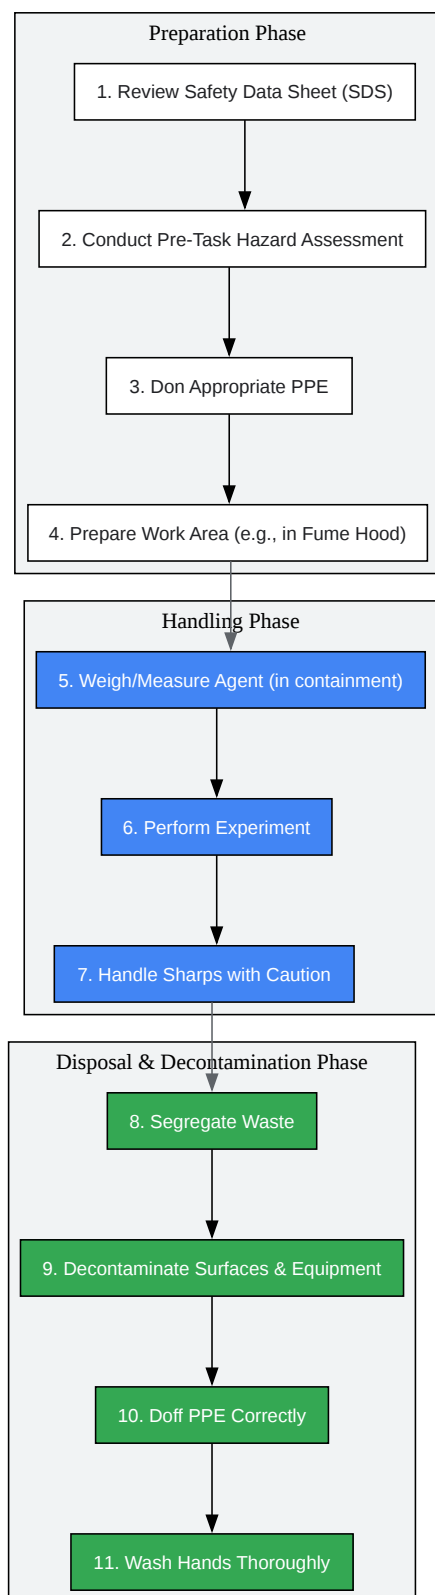 Preparation Phase
1. Review Safety Data Sheet (SDS)
2. Conduct Pre-Task Hazard Assessment
3. Don Appropriate PPE
4. Prepare Work Area (e.g., in Fume Hood)
Handling Phase
5. Weigh/Measure Agent (in containment)
6. Perform Experiment
7. Handle Sharps with Caution
Disposal & Decontamination Phase
8. Segregate Waste
9. Decontaminate Surfaces & Equipment
10. Doff PPE Correctly
11. Wash Hands Thoroughly